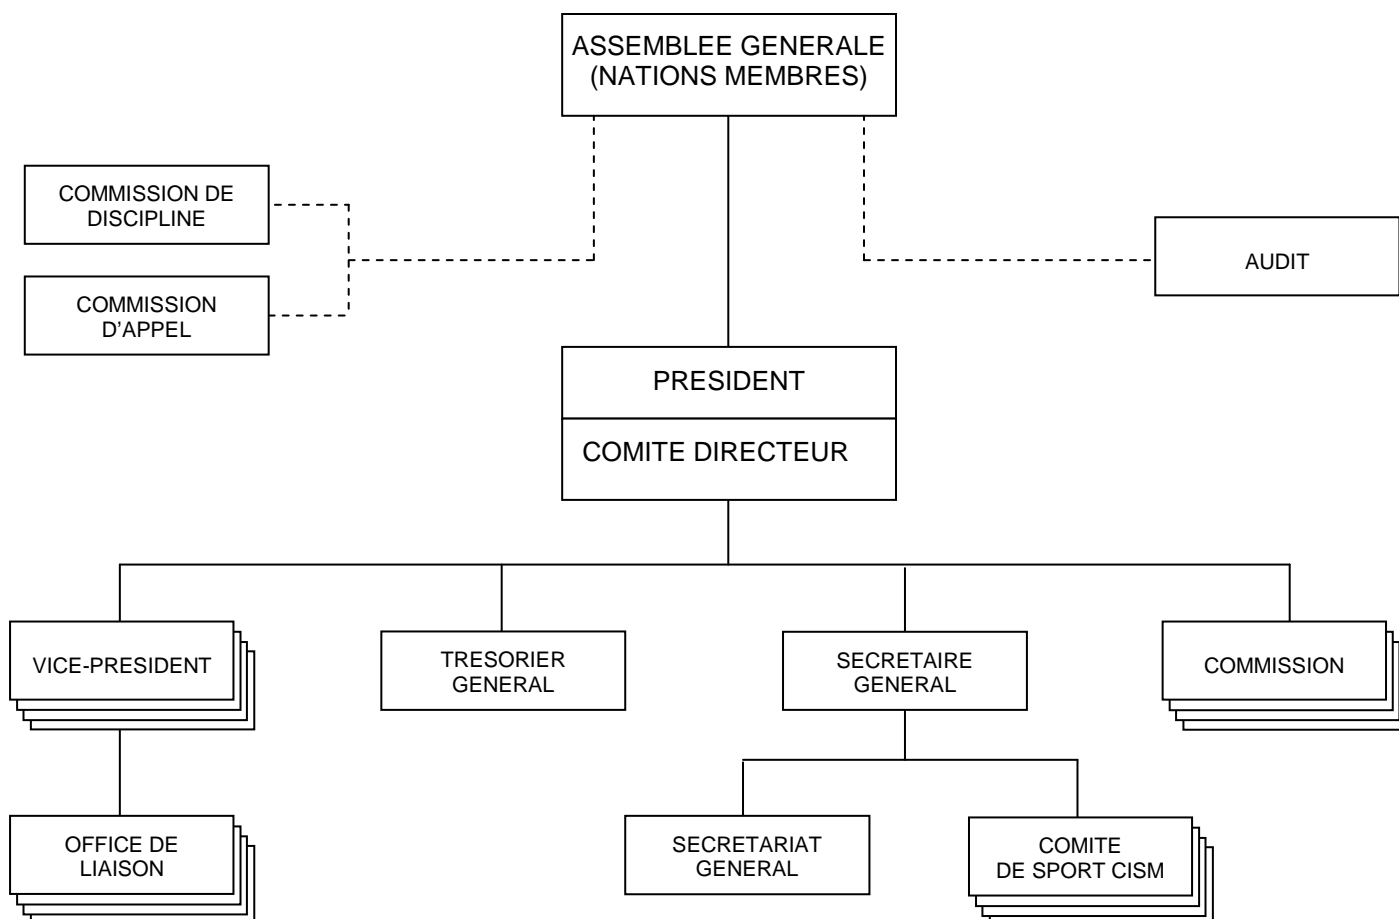 ASSEMBLEE GENERALE
(NATIONS MEMBRES)
COMMISSION DE
DISCIPLINE
COMMISSION
D'APPEL
AUDIT
PRESIDENT
COMITE DIRECTEUR
VICE-PRESIDENT
TRESORIER
GENERAL
SECRETAIRE
GENERAL
COMMISSION
OFFICE DE
LIAISON
SECRETARIAT
GENERAL
COMITE
DE SPORT CISM